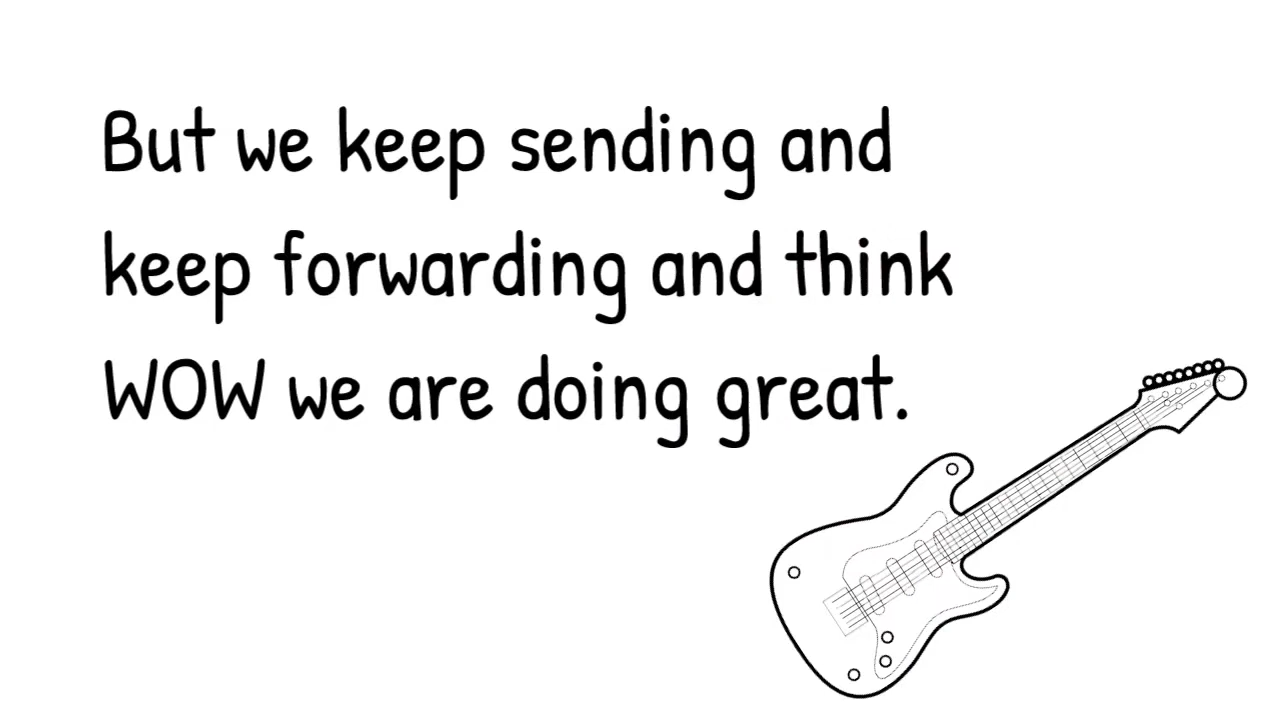 But we keep sending and
keep forwarding and think
WOW we are doing great.